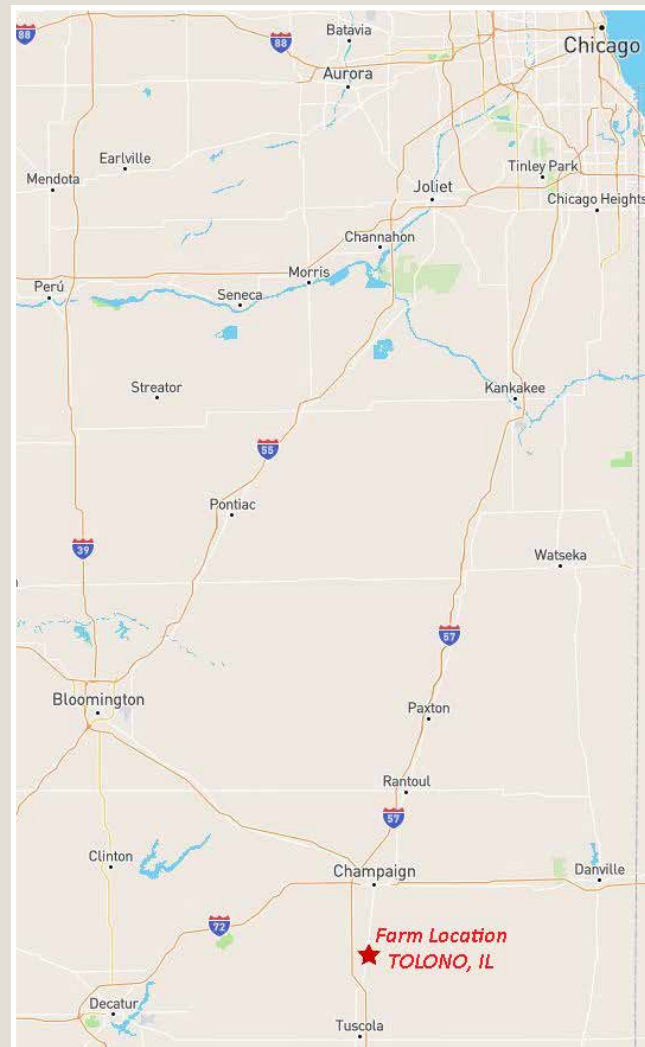 88
88
Batavia
Chicago
Aurora
Earlville
Tinley Park
Mendota
Joliet
Chicago Heights
Channahon
Morris
Perú
Seneca
Streator
Kankakee
55
Pontiac
39
Watseka
57
Bloomington
Paxton
Rantoul
57
Clinton
Champaign
Danville
72
Farm Location
TOLONO, IL
Decatur
Tuscola